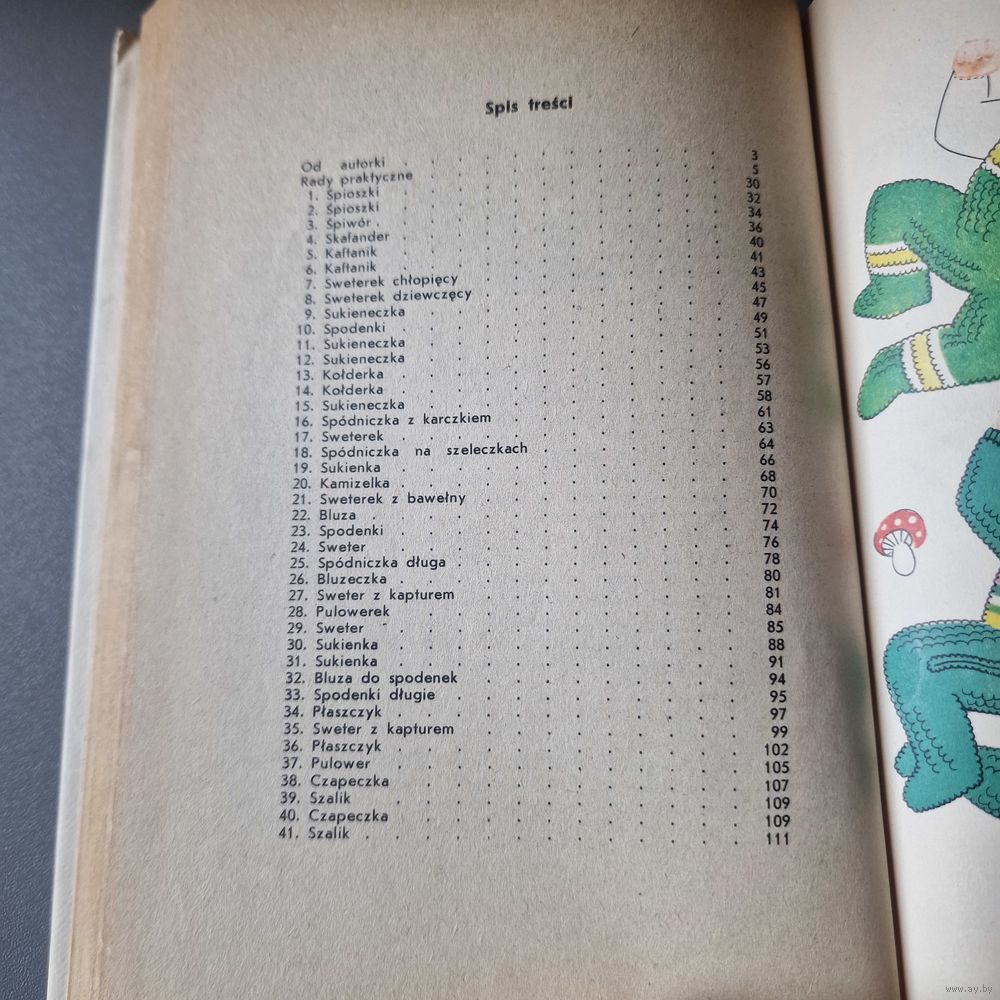 Spis treści
Od autorki 3
Rady praktyczne 5
1. Śpioszki 30
2. Śpioszki 32
3. Śpiwór 34
4. Skafander 36
5. Kaftanik 40
6. Kaftanik 41
7. Sweterek chłopięcy 43
8. Sweterek dziewczęcy 45
9. Sukieneczka 47
10. Spodenki 49
11. Sukieneczka 51
12. Sukieneczka 53
13. Kołderka 56
14. Kołderka 57
15. Sukieneczka 58
16. Spódniczka z karczkiem 61
17. Sweterek 63
18. Spódniczka na szeleczkach 64
19. Sukienka 66
20. Kamizelka 68
21. Sweterek z bawełny 70
22. Bluza 72
23. Spodenki 74
24. Sweter 76
25. Spódniczka długa 78
26. Bluzeczka 80
27. Sweter z kapturem 81
28. Pulowerek 84
29. Sweter 85
30. Sukienka 88
31. Sukienka 91
32. Bluza do spodenek 94
33. Spodenki długie 95
34. Płaszczyk 97
35. Sweter z kapturem 99
36. Płaszczyk 102
37. Pulower 105
38. Czapeczka 107
39. Szalik 109
40. Czapeczka 109
41. Szalik 111
www.ay.by